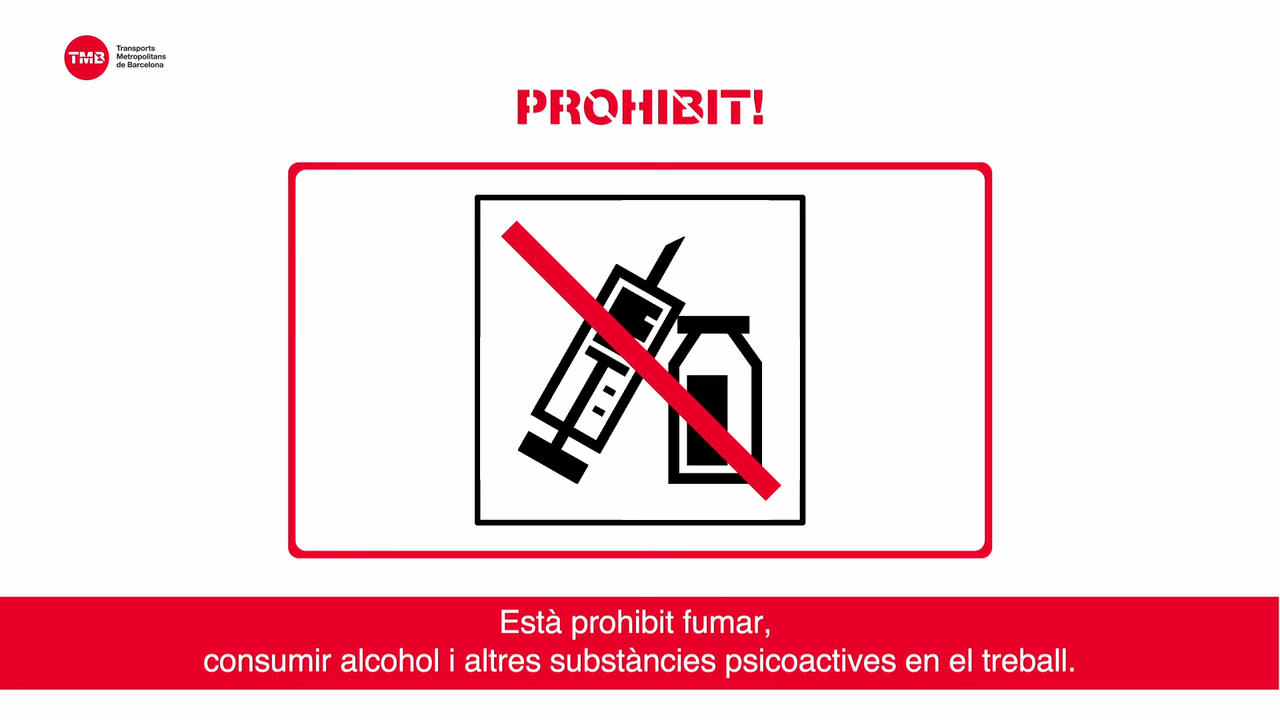 TMB
Transports
Metropolitans
de Barcelona
PROHIBIT!
Està prohibit fumar,
consumir alcohol i altres substàncies psicoactives en el treball.